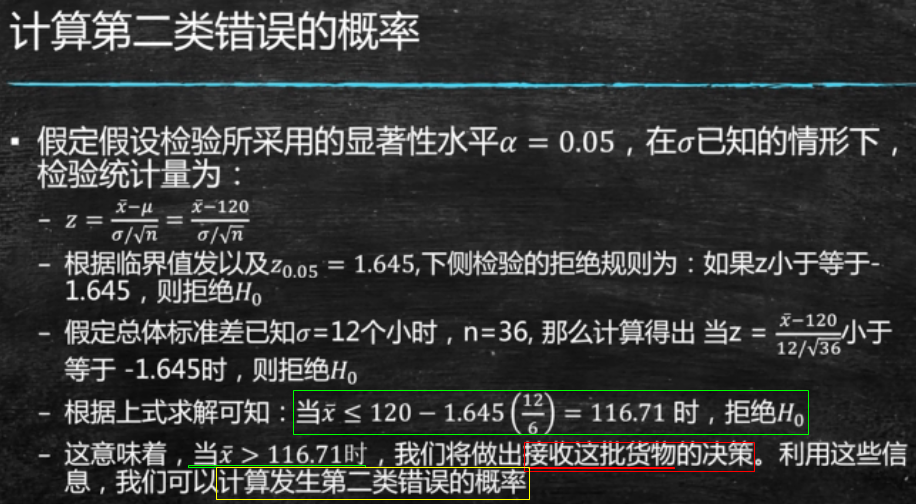 计算第二类错误的概率
▪ 假定假设检验所采用的显著性水平α = 0.05，在σ已知的情形下，
检验统计量为：
– z = (x̄−μ)/(σ/√n) = (x̄−120)/(σ/√n)
– 根据临界值发以及z₀.₀₅ = 1.645,下侧检验的拒绝规则为：如果z小于等于-
1.645，则拒绝H₀
– 假定总体标准差已知σ=12个小时，n=36, 那么计算得出 当z = (x̄−120)/(12/√36)小于
等于 -1.645时，则拒绝H₀
– 根据上式求解可知：当x̄ ≤ 120 − 1.645(12/6) = 116.71 时，拒绝H₀
– 这意味着，当x̄ > 116.71时，我们将做出接收这批货物的决策。利用这些信
息，我们可以计算发生第二类错误的概率